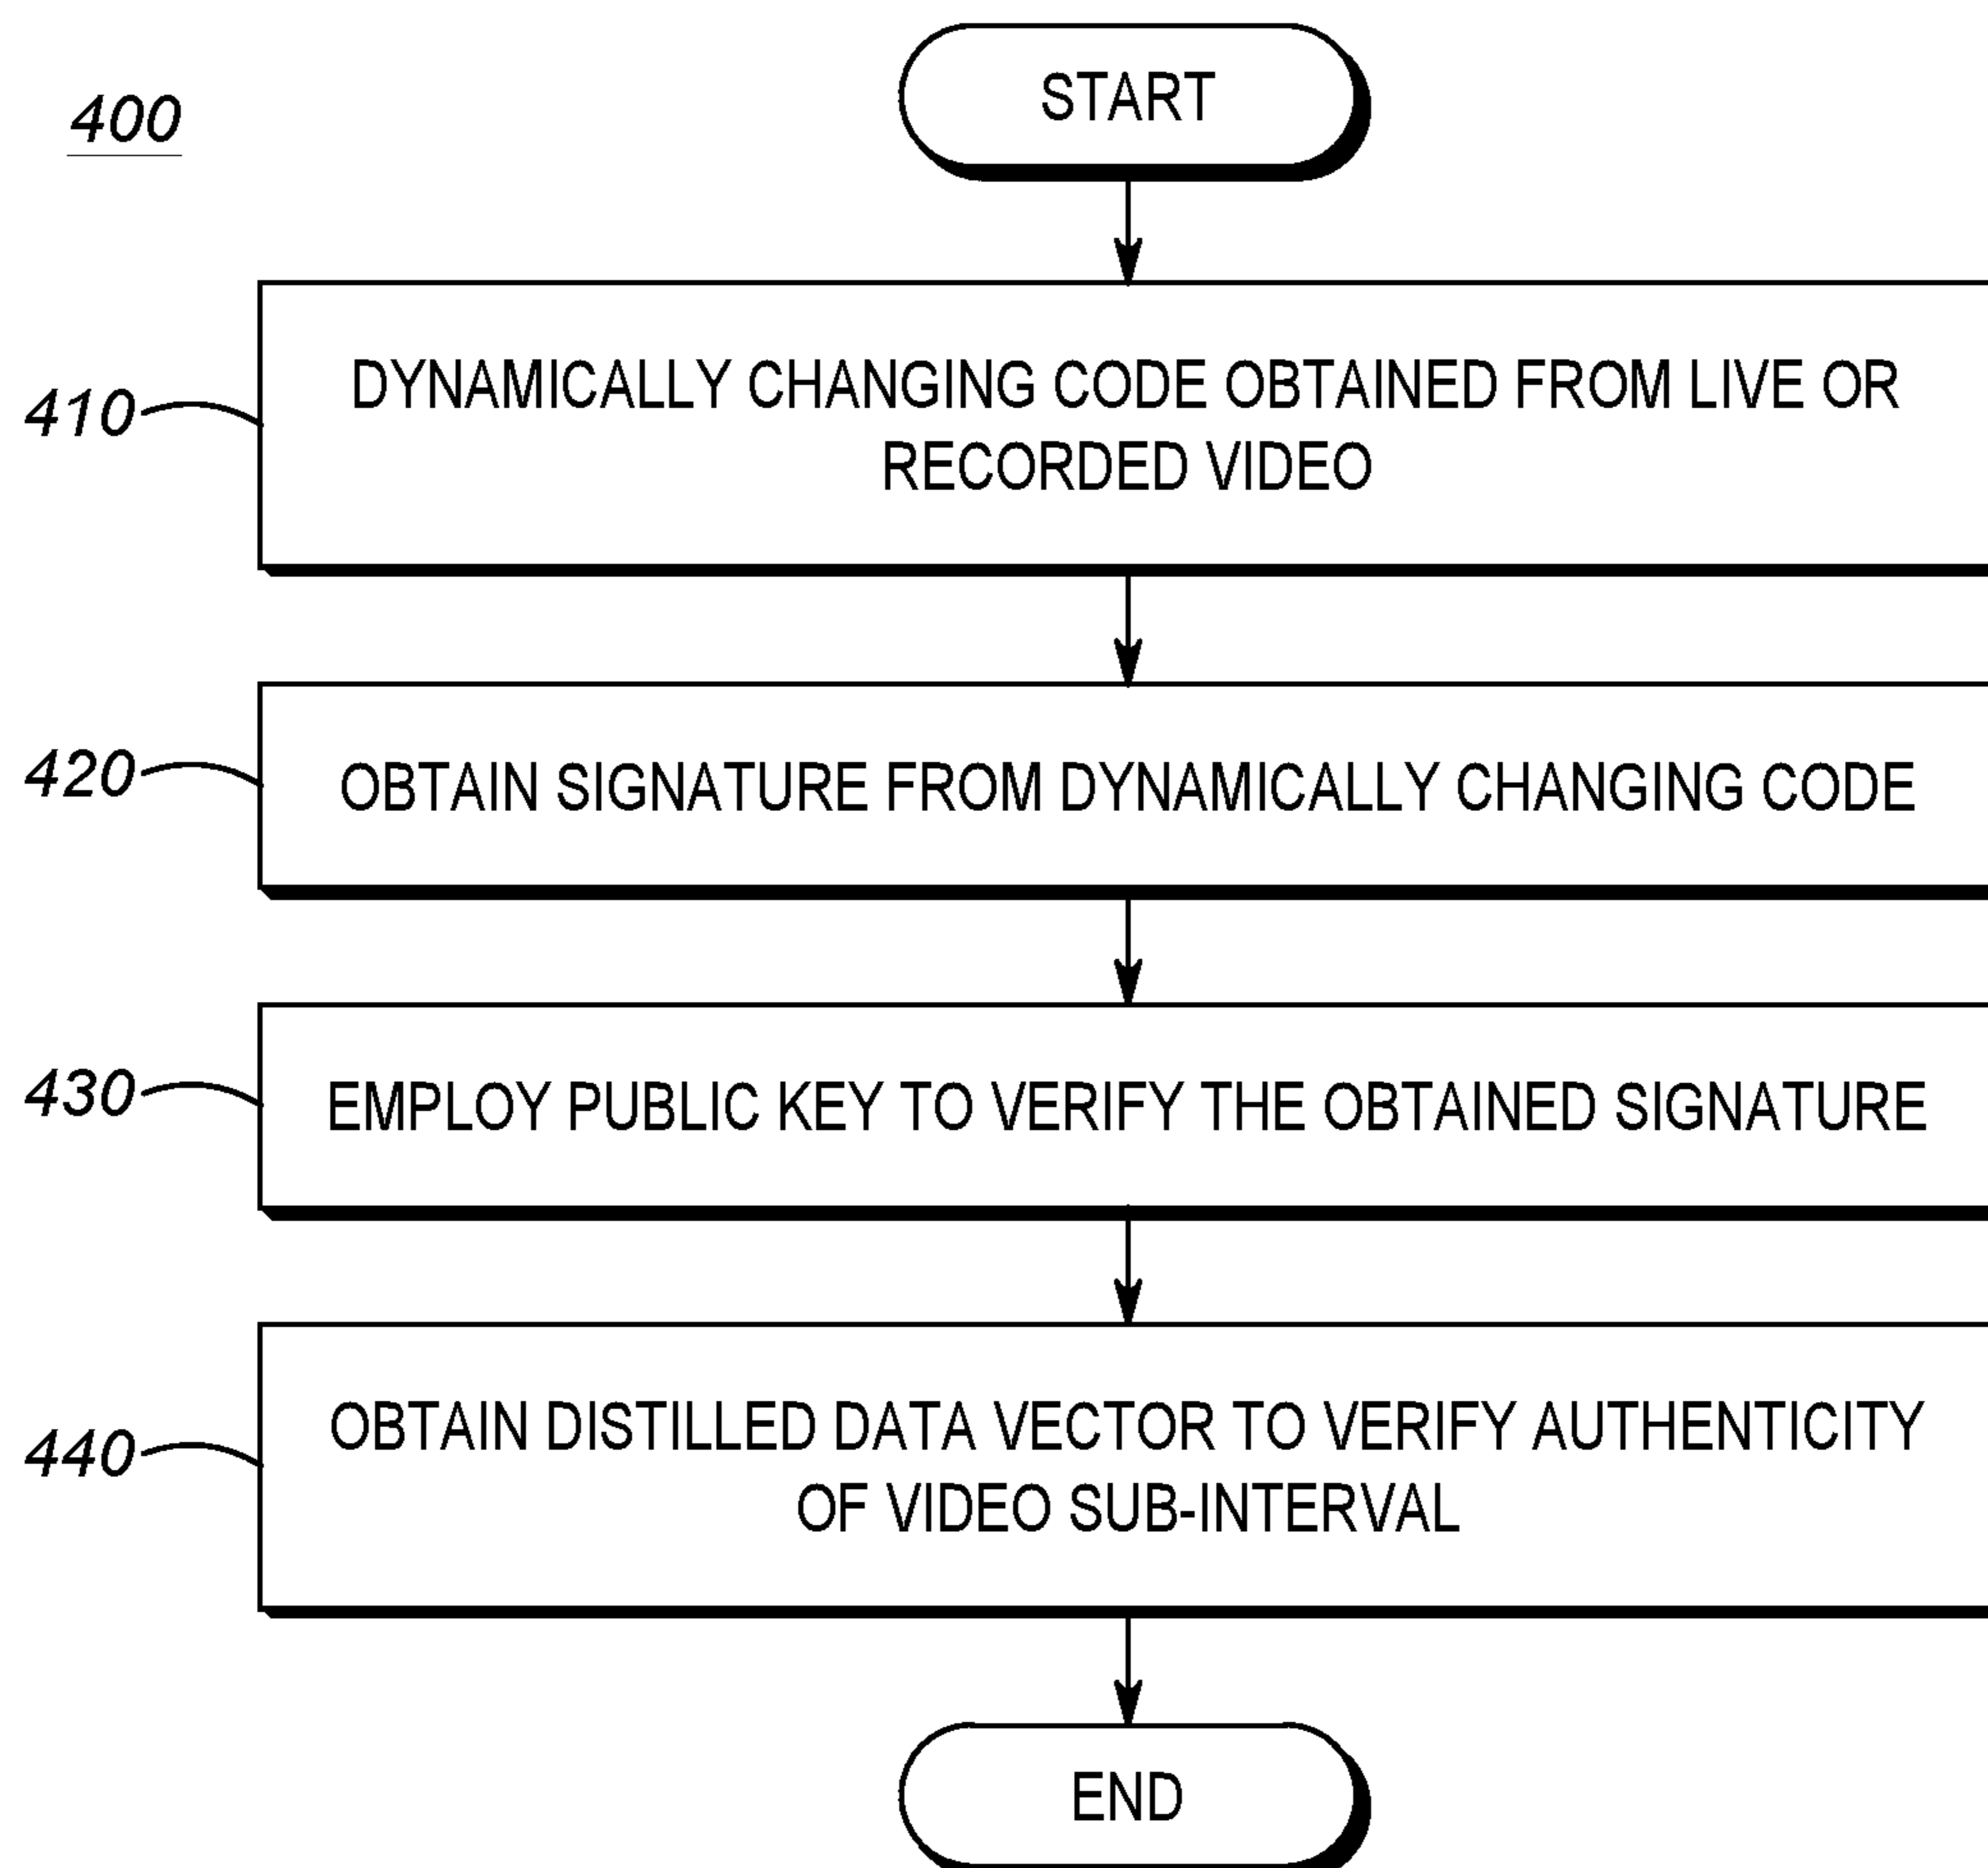 400
START
410
DYNAMICALLY CHANGING CODE OBTAINED FROM LIVE OR
RECORDED VIDEO
420
OBTAIN SIGNATURE FROM DYNAMICALLY CHANGING CODE
430
EMPLOY PUBLIC KEY TO VERIFY THE OBTAINED SIGNATURE
440
OBTAIN DISTILLED DATA VECTOR TO VERIFY AUTHENTICITY
OF VIDEO SUB-INTERVAL
END